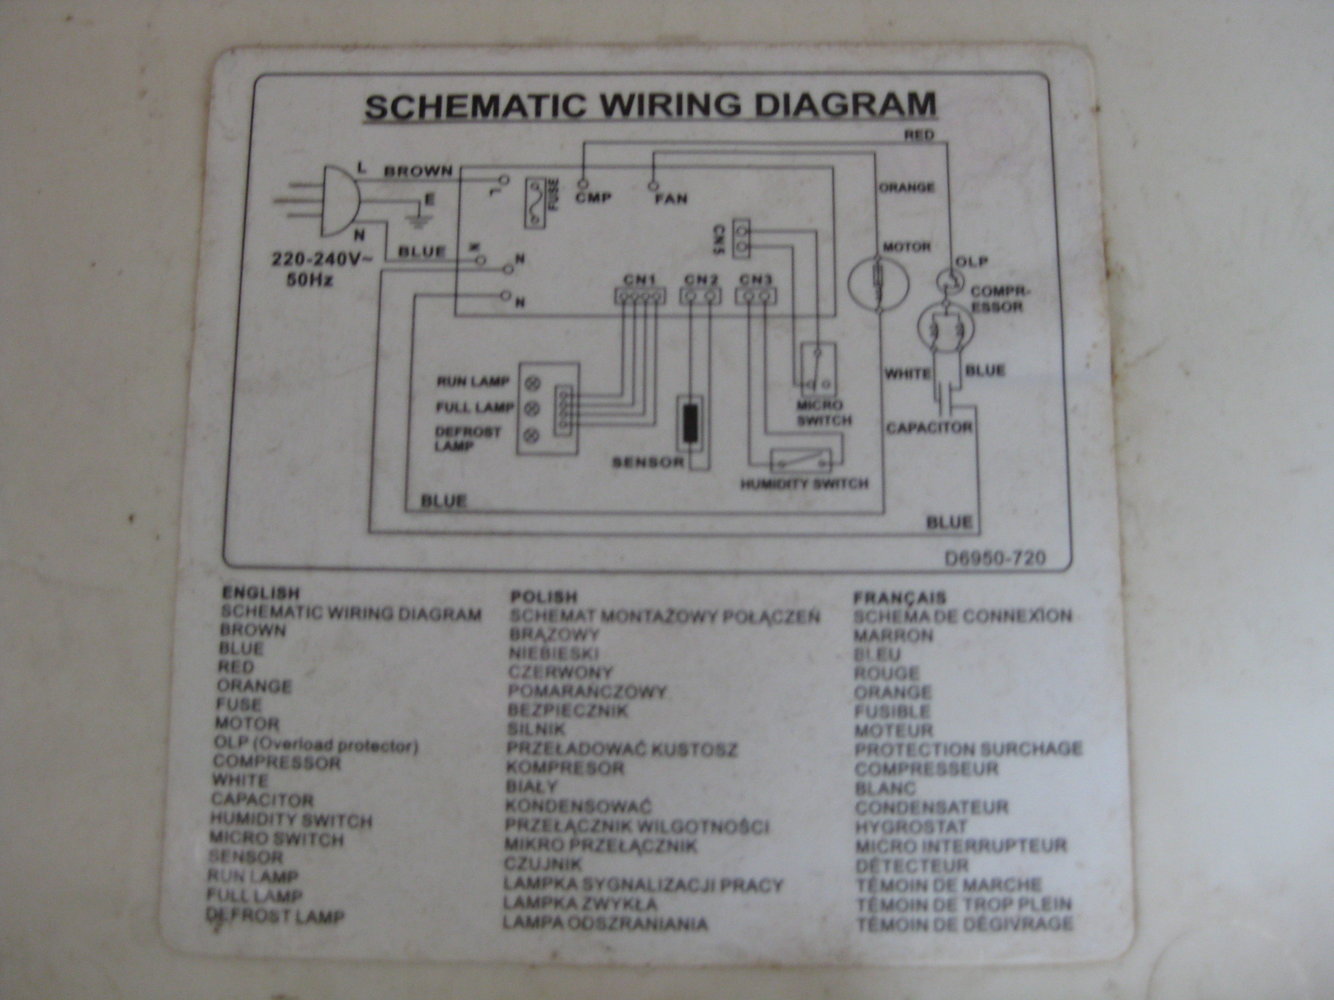 SCHEMATIC WIRING DIAGRAM
RED
L
BROWN
E
N
BLUE
220-240V~
50Hz
L
FUSE
CMP
FAN
ORANGE
N
N
N
CN5
MOTOR
OLP
COMPR-
ESSOR
CN1
CN2
CN3
RUN LAMP
FULL LAMP
DEFROST
LAMP
SENSOR
MICRO
SWITCH
HUMIDITY SWITCH
WHITE
BLUE
CAPACITOR
BLUE
BLUE
D6950-720
ENGLISH
SCHEMATIC WIRING DIAGRAM
BROWN
BLUE
RED
ORANGE
FUSE
MOTOR
OLP (Overload protector)
COMPRESSOR
WHITE
CAPACITOR
HUMIDITY SWITCH
MICRO SWITCH
SENSOR
RUN LAMP
FULL LAMP
DEFROST LAMP
POLISH
SCHEMAT MONTAŻOWY POŁĄCZEŃ
BRĄZOWY
NIEBIESKI
CZERWONY
POMARAŃCZOWY
BEZPIECZNIK
SILNIK
PRZEŁADOWAĆ KUSTOSZ
KOMPRESOR
BIAŁY
KONDENSOWAĆ
PRZEŁĄCZNIK WILGOTNOŚCI
MIKRO PRZEŁĄCZNIK
CZUJNIK
LAMPKA SYGNALIZACJI PRACY
LAMPKA ZWYKŁA
LAMPA ODSZRANIANIA
FRANÇAIS
SCHEMA DE CONNEXION
MARRON
BLEU
ROUGE
ORANGE
FUSIBLE
MOTEUR
PROTECTION SURCHAGE
COMPRESSEUR
BLANC
CONDENSATEUR
HYGROSTAT
MICRO INTERRUPTEUR
DÉTECTEUR
TÉMOIN DE MARCHE
TÉMOIN DE TROP PLEIN
TÉMOIN DE DÉGIVRAGE